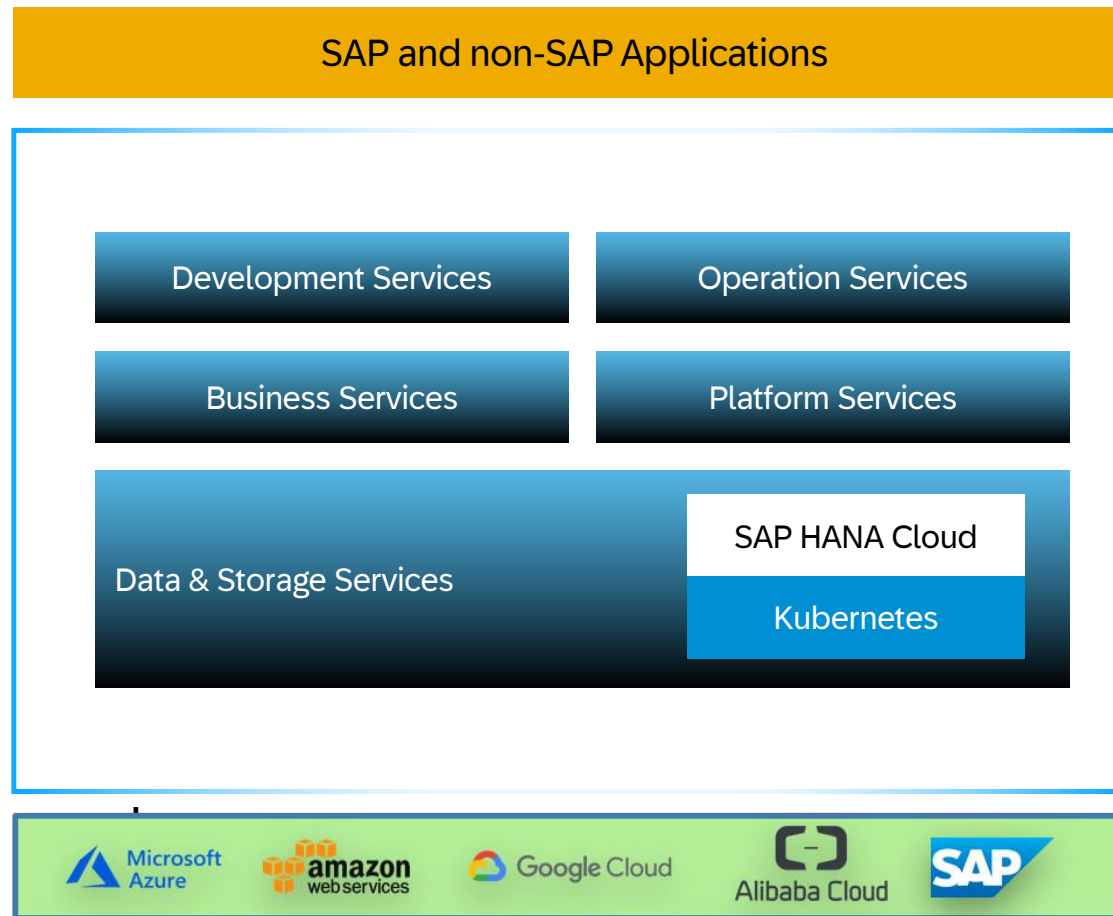 SAP and non-SAP Applications
Development Services
Operation Services
Business Services
Platform Services
SAP HANA Cloud
Data & Storage Services
Kubernetes
Microsoft
Azure
amazon
web services
Google Cloud
Alibaba Cloud
SAP